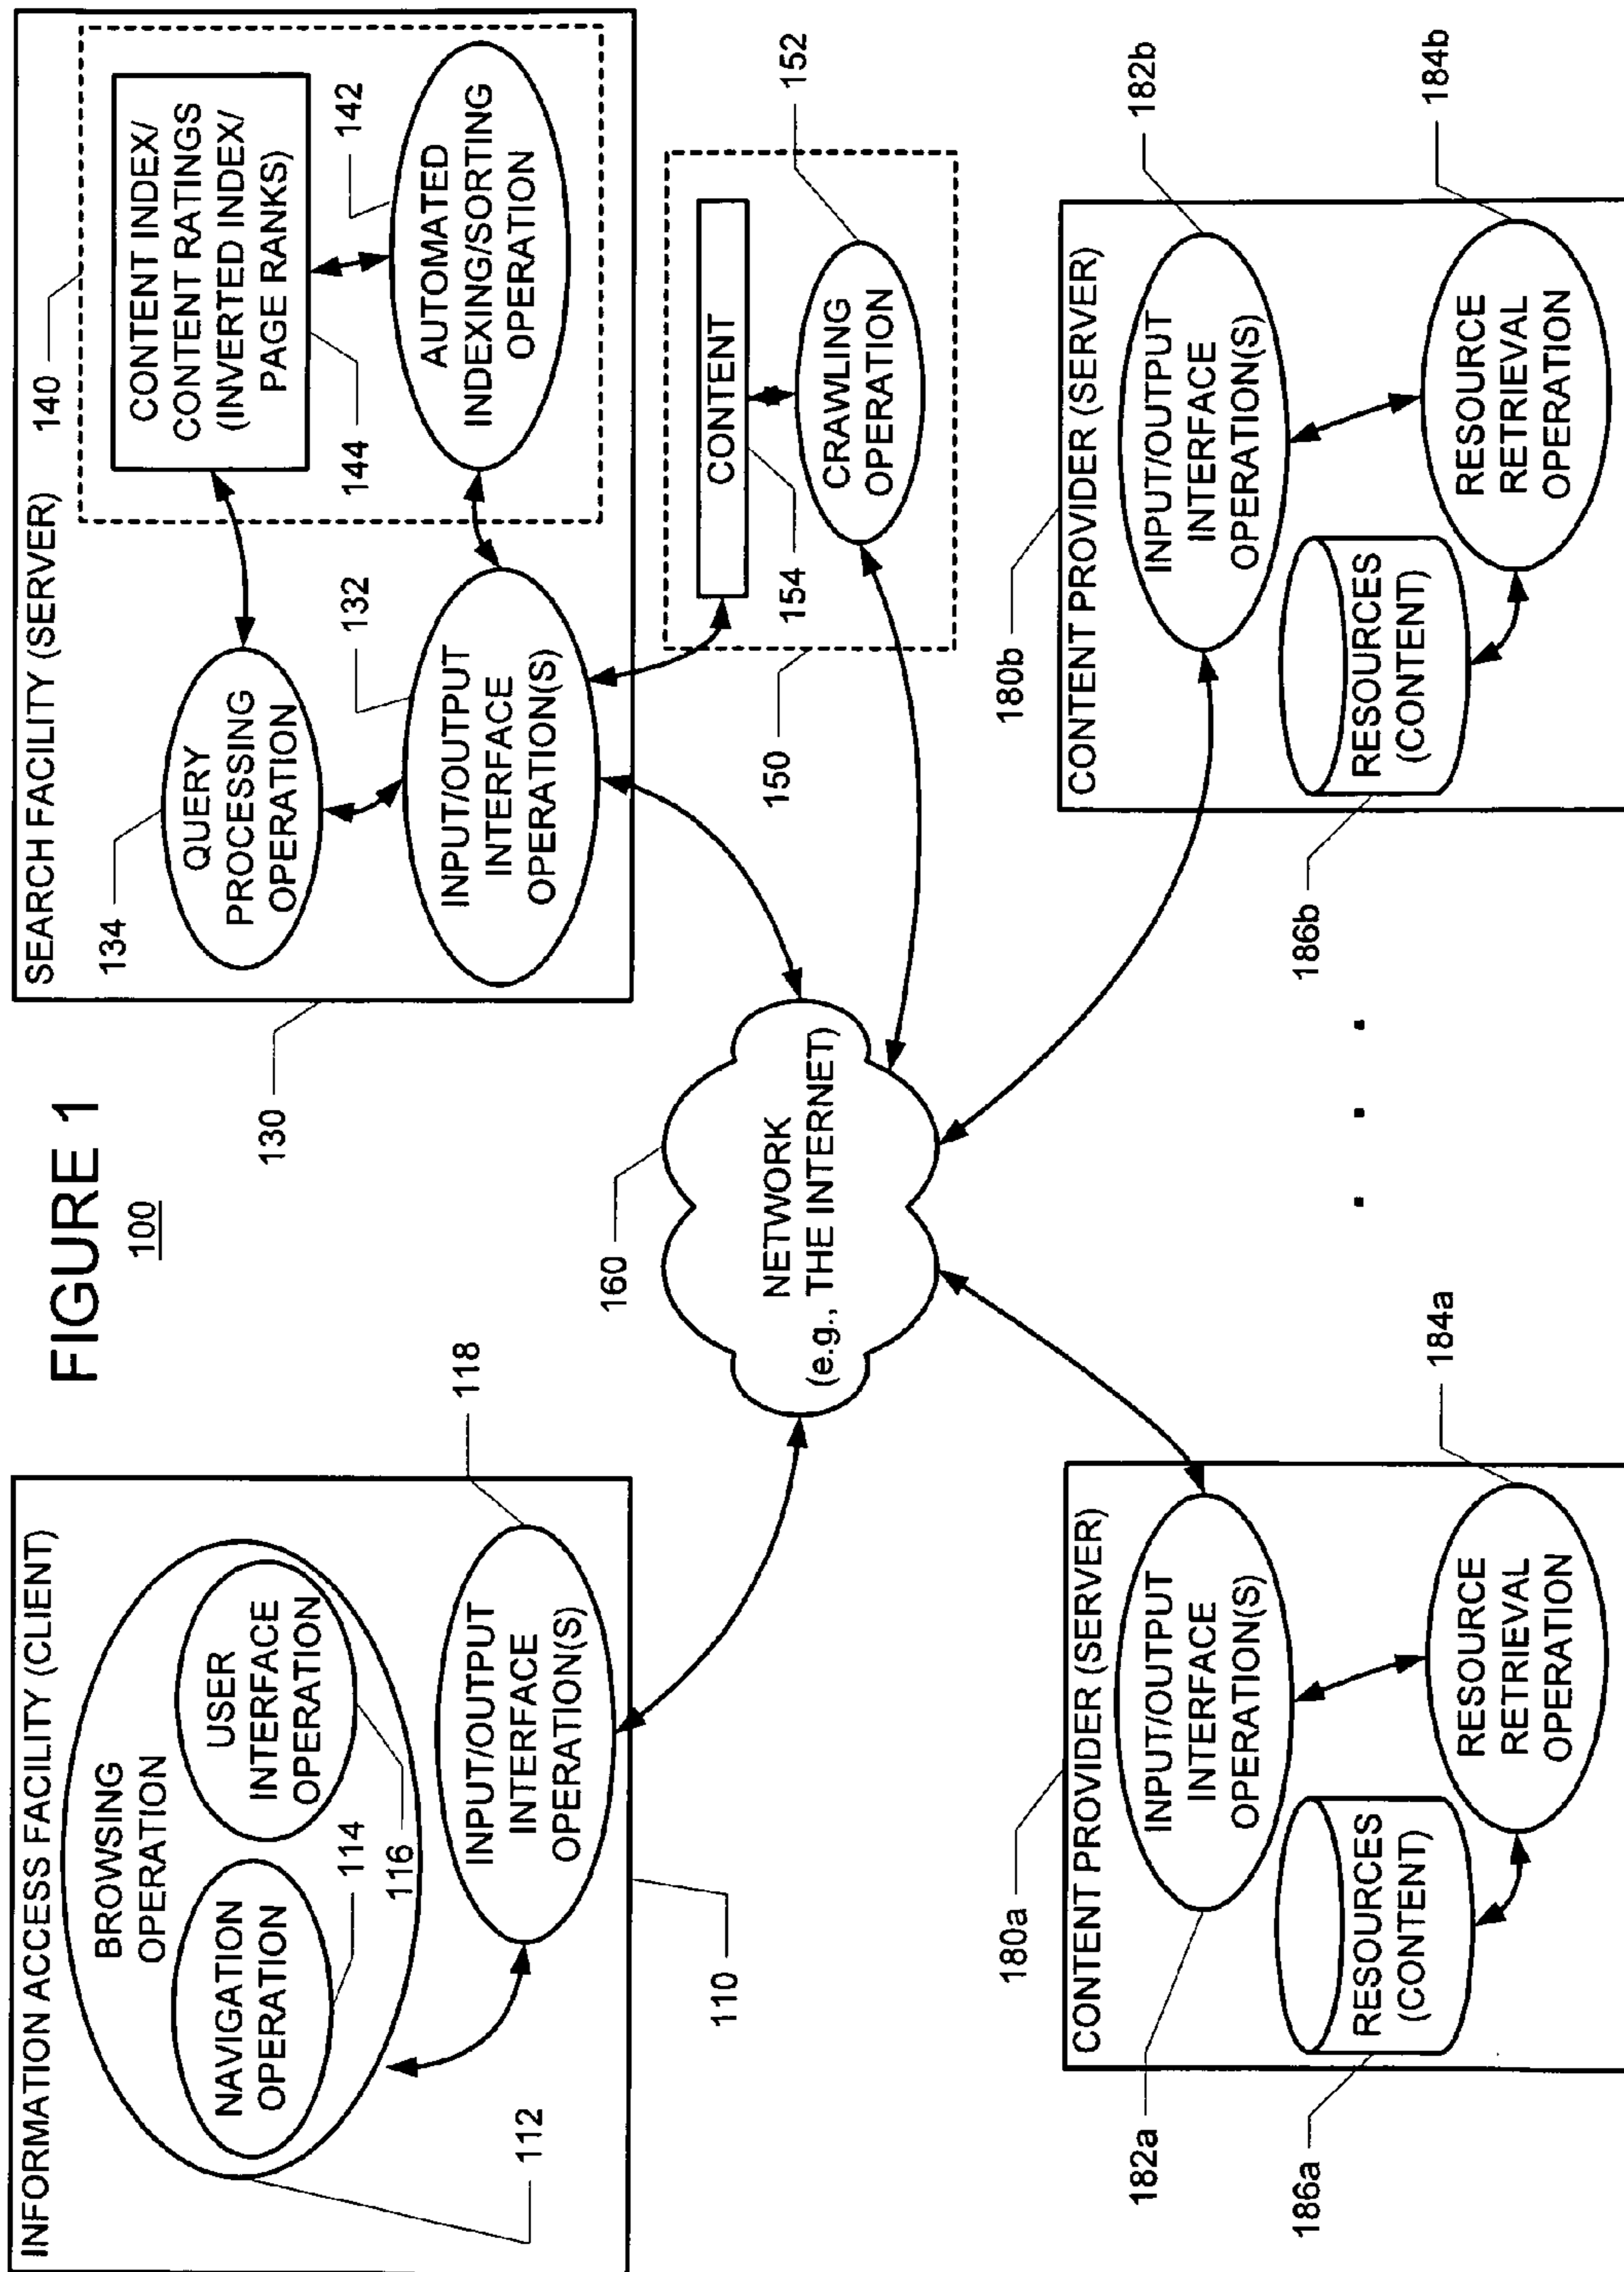 FIGURE 1
100
INFORMATION ACCESS FACILITY (CLIENT)
BROWSING
OPERATION
NAVIGATION
OPERATION
USER
INTERFACE
OPERATION
114
116
112
INPUT/OUTPUT
INTERFACE
OPERATION(S)
118
110
SEARCH FACILITY (SERVER)
140
134
QUERY
PROCESSING
OPERATION
CONTENT INDEX/
CONTENT RATINGS
(INVERTED INDEX/
PAGE RANKS)
144
142
AUTOMATED
INDEXING/SORTING
OPERATION
132
INPUT/OUTPUT
INTERFACE
OPERATION(S)
130
CONTENT
154
152
CRAWLING
OPERATION
150
160
NETWORK
(e.g., THE INTERNET)
180a
CONTENT PROVIDER (SERVER)
INPUT/OUTPUT
INTERFACE
OPERATION(S)
182a
RESOURCES
(CONTENT)
186a
RESOURCE
RETRIEVAL
OPERATION
184a
. . .
180b
CONTENT PROVIDER (SERVER)
INPUT/OUTPUT
INTERFACE
OPERATION(S)
182b
RESOURCES
(CONTENT)
186b
RESOURCE
RETRIEVAL
OPERATION
184b